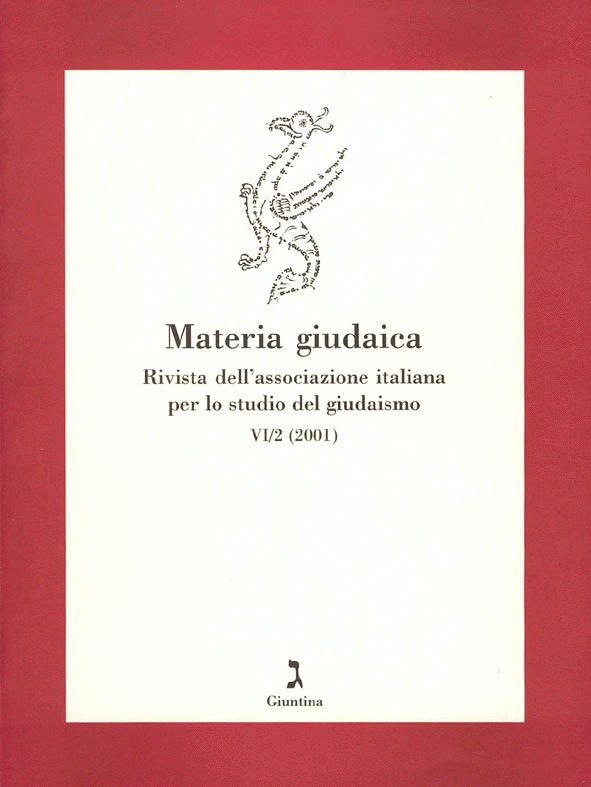 Materia giudaica
Rivista dell'associazione italiana
per lo studio del giudaismo
VI/2 (2001)
ג
Giuntina